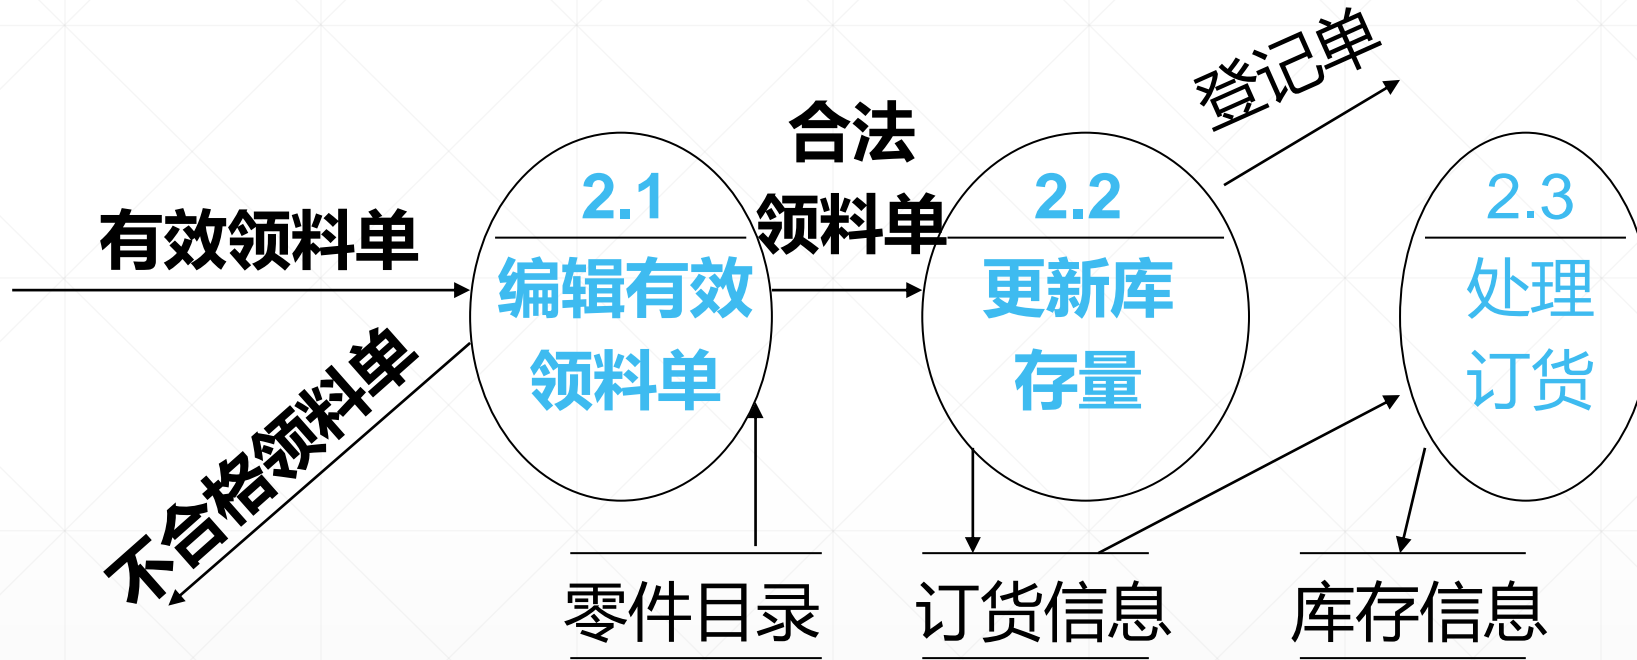 登记单
合法
领料单
有效领料单
不合格领料单
2.1
编辑有效
领料单
2.2
更新库
存量
2.3
处理
订货
零件目录
订货信息
库存信息